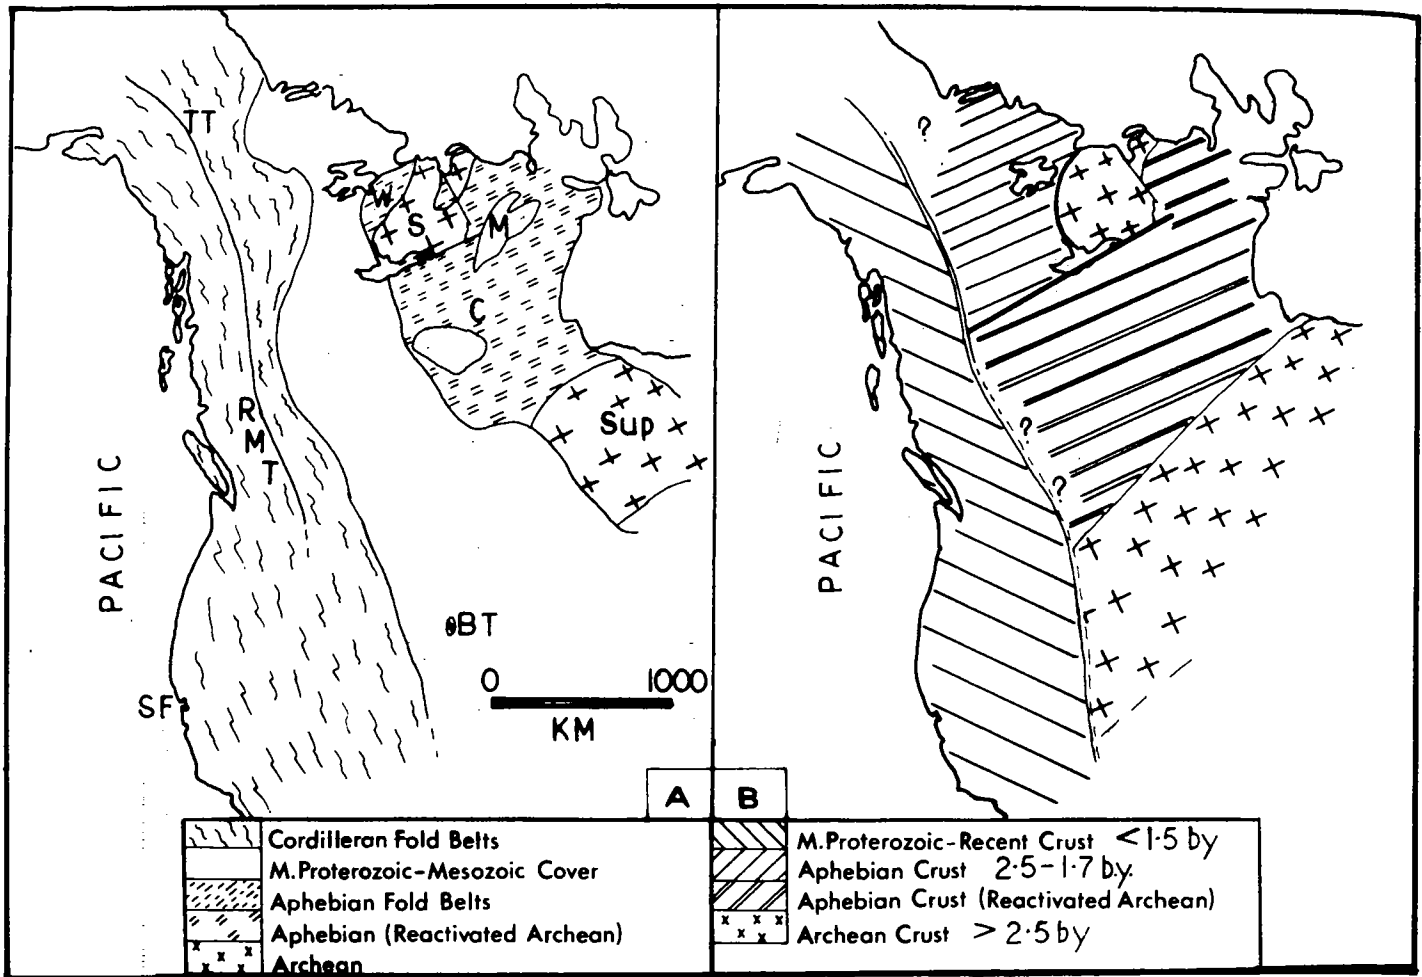 TT
W
S
M
Ç
R
M
T
Sup
PACIFIC
BT
SF
0 1000
KM
A
?
?
?
PACIFIC
B
Cordilleran Fold Belts
M.Proterozoic-Mesozoic Cover
Aphebian Fold Belts
Aphebian (Reactivated Archean)
Archean
M.Proterozoic-Recent Crust <1·5 by
Aphebian Crust 2·5-1·7 b.y.
Aphebian Crust (Reactivated Archean)
Archean Crust > 2·5 by